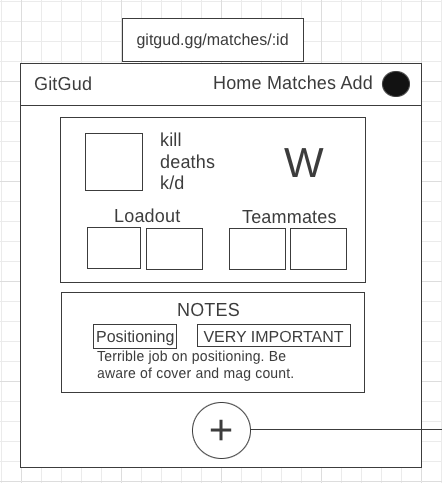 gitgud.gg/matches/:id
GitGud Home Matches Add
kill
deaths
k/d
W
Loadout Teammates
NOTES
Positioning VERY IMPORTANT
Terrible job on positioning. Be
aware of cover and mag count.
+